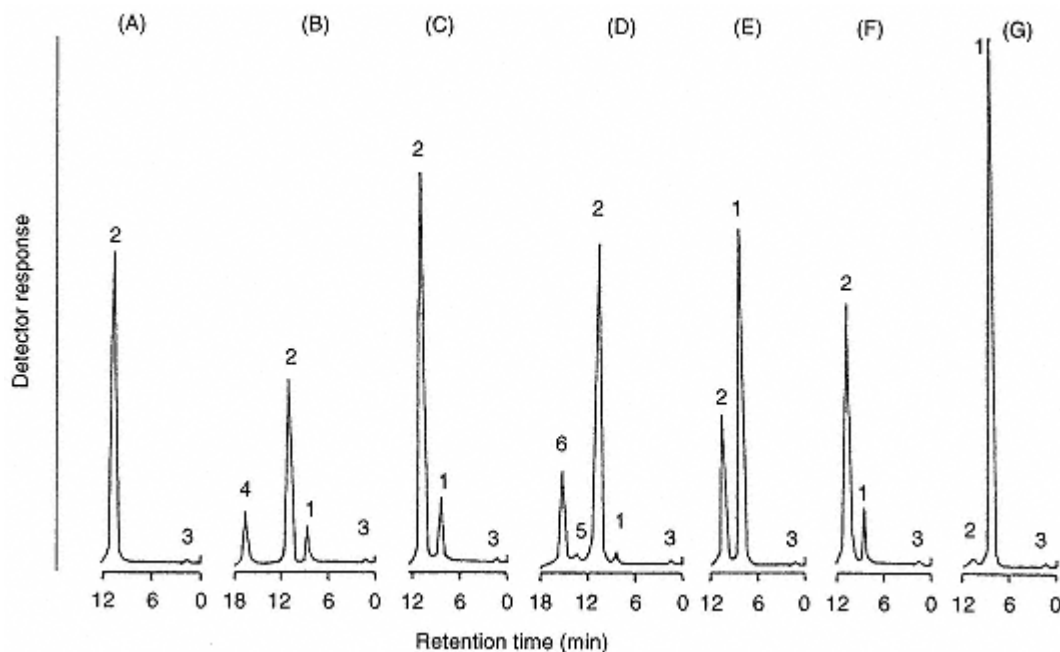 (A) (B) (C) (D) (E) (F) (G)
Detector response
2 3
4 2 1 3
2 1 3
6 5 2 1 3
2 1 3
2 1 3
2 1 3
12 6 0 18 12 6 0 12 6 0 18 12 6 0 12 6 0 12 6 0 12 6 0
Retention time (min)